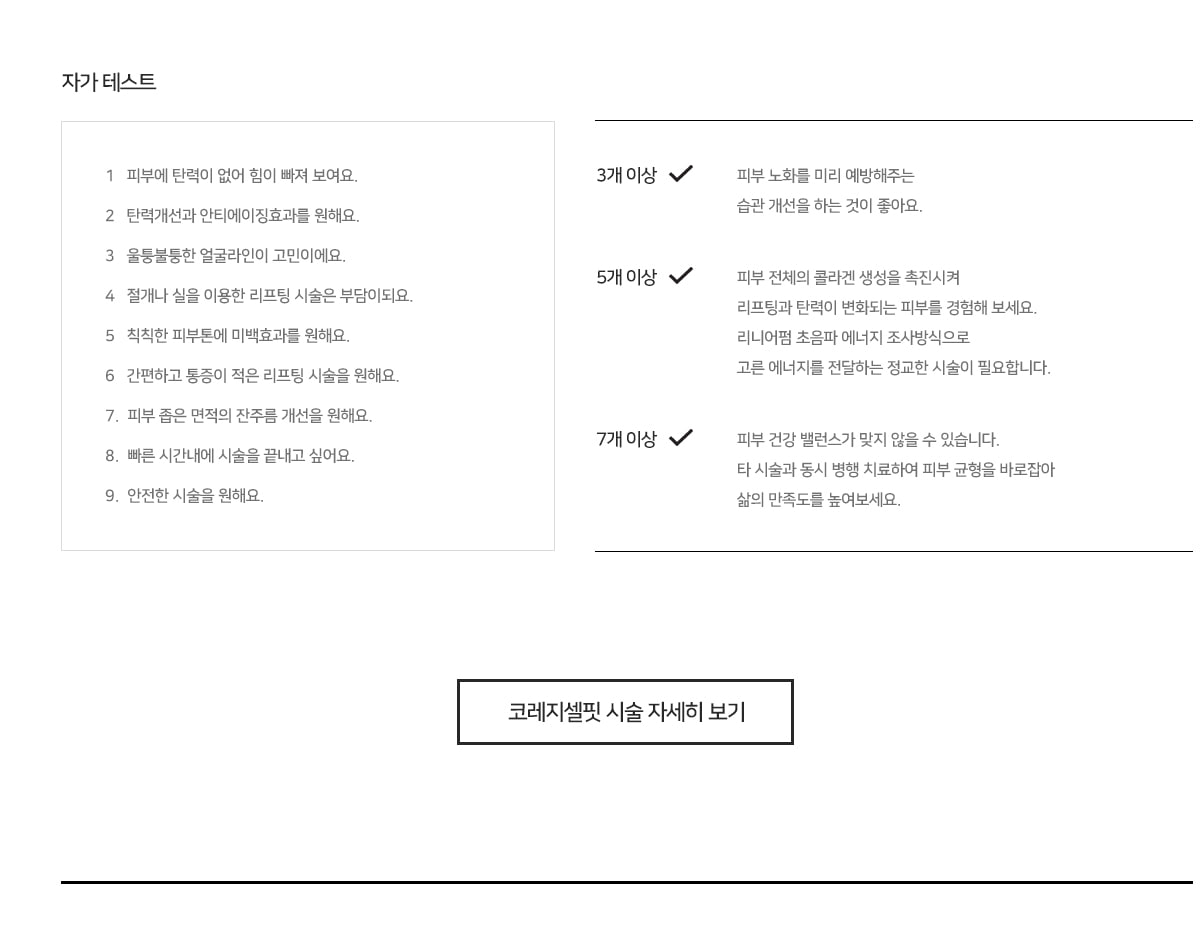 자가 테스트
1 피부에 탄력이 없어 힘이 빠져 보여요.
2 탄력개선과 안티에이징효과를 원해요.
3 울퉁불퉁한 얼굴라인이 고민이에요.
4 절개나 실을 이용한 리프팅 시술은 부담이되요.
5 칙칙한 피부톤에 미백효과를 원해요.
6 간편하고 통증이 적은 리프팅 시술을 원해요.
7. 피부 좁은 면적의 잔주름 개선을 원해요.
8. 빠른 시간내에 시술을 끝내고 싶어요.
9. 안전한 시술을 원해요.
3개 이상 ✓ 피부 노화를 미리 예방해주는
습관 개선을 하는 것이 좋아요.
5개 이상 ✓ 피부 전체의 콜라겐 생성을 촉진시켜
리프팅과 탄력이 변화되는 피부를 경험해 보세요.
리니어펌 초음파 에너지 조사방식으로
고른 에너지를 전달하는 정교한 시술이 필요합니다.
7개 이상 ✓ 피부 건강 밸런스가 맞지 않을 수 있습니다.
타 시술과 동시 병행 치료하여 피부 균형을 바로잡아
삶의 만족도를 높여보세요.
코레지셀핏 시술 자세히 보기